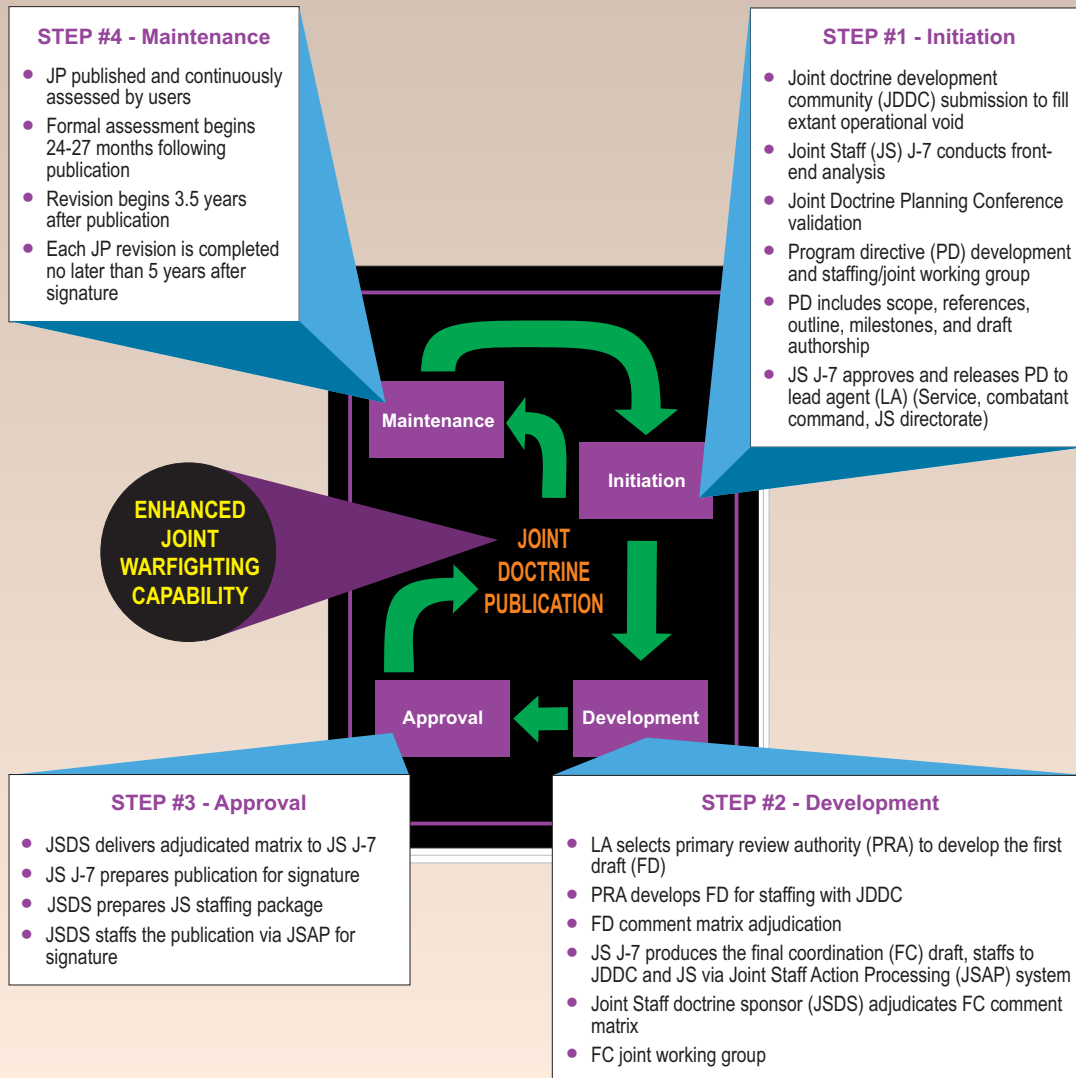 STEP #4 - Maintenance
• JP published and continuously
assessed by users
• Formal assessment begins
24-27 months following
publication
• Revision begins 3.5 years
after publication
• Each JP revision is completed
no later than 5 years after
signature
STEP #1 - Initiation
• Joint doctrine development
community (JDDC) submission to fill
extant operational void
• Joint Staff (JS) J-7 conducts front-
end analysis
• Joint Doctrine Planning Conference
validation
• Program directive (PD) development
and staffing/joint working group
• PD includes scope, references,
outline, milestones, and draft
authorship
• JS J-7 approves and releases PD to
lead agent (LA) (Service, combatant
command, JS directorate)
Maintenance
Initiation
ENHANCED
JOINT
WARFIGHTING
CAPABILITY
JOINT
DOCTRINE
PUBLICATION
Approval
Development
STEP #3 - Approval
• JSDS delivers adjudicated matrix to JS J-7
• JS J-7 prepares publication for signature
• JSDS prepares JS staffing package
• JSDS staffs the publication via JSAP for
signature
STEP #2 - Development
• LA selects primary review authority (PRA) to develop the first
draft (FD)
• PRA develops FD for staffing with JDDC
• FD comment matrix adjudication
• JS J-7 produces the final coordination (FC) draft, staffs to
JDDC and JS via Joint Staff Action Processing (JSAP) system
• Joint Staff doctrine sponsor (JSDS) adjudicates FC comment
matrix
• FC joint working group